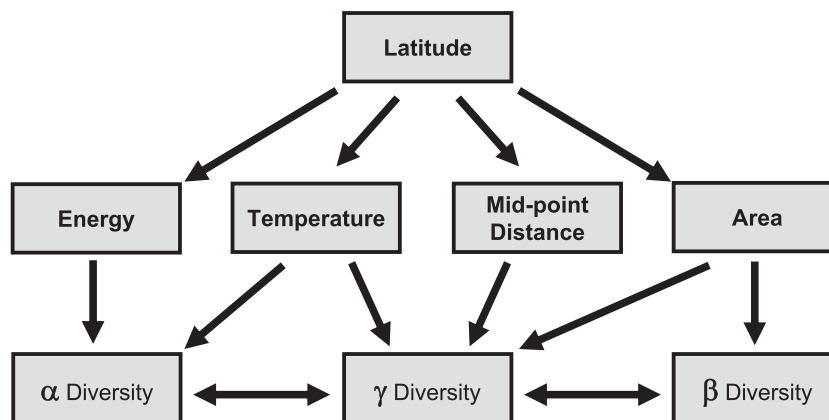 Latitude
Energy
Temperature
Mid-point
Distance
Area
α Diversity
γ Diversity
β Diversity